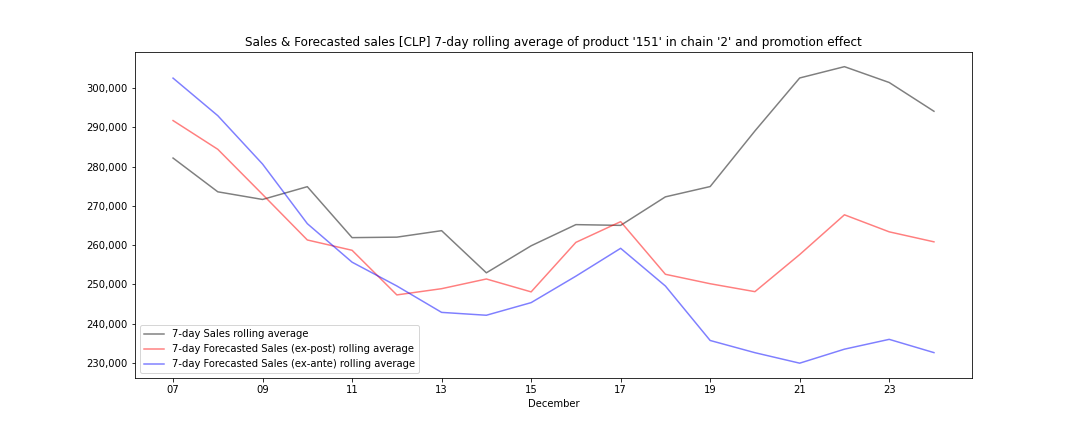 Sales & Forecasted sales [CLP] 7-day rolling average of product '151' in chain '2' and promotion effect
300,000
290,000
280,000
270,000
260,000
250,000
240,000
230,000
7-day Sales rolling average
7-day Forecasted Sales (ex-post) rolling average
7-day Forecasted Sales (ex-ante) rolling average
07 09 11 13 15 17 19 21 23
December